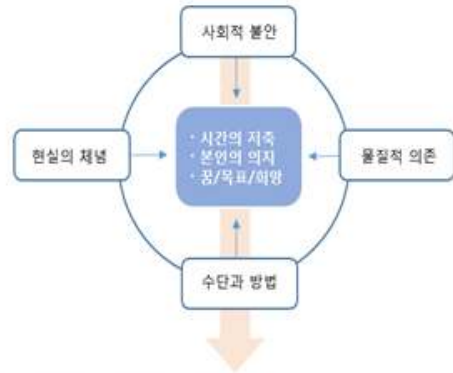 사회적 불안
· 시간의 저축
· 본인의 의지
· 꿈/목표/희망
현실의 체념
물질적 의존
수단과 방법